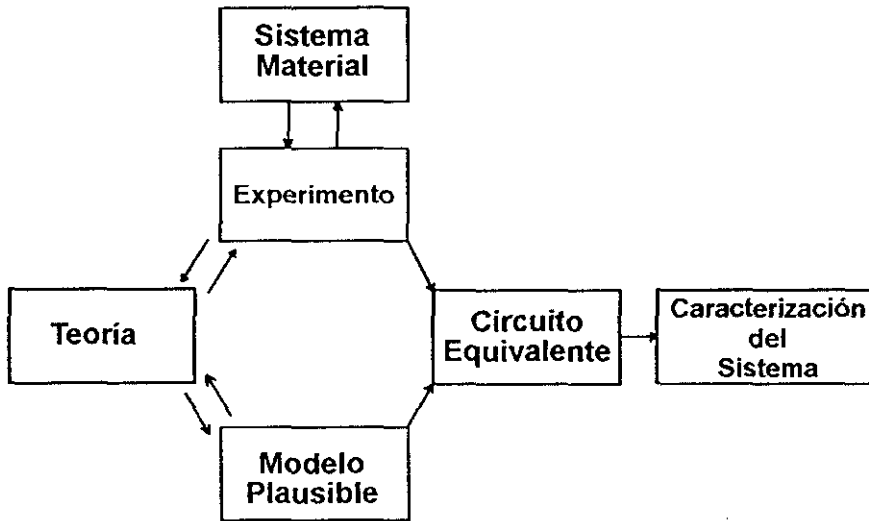 Sistema
Material
Experimento
Teoría
Circuito
Equivalente
Caracterización
del
Sistema
Modelo
Plausible